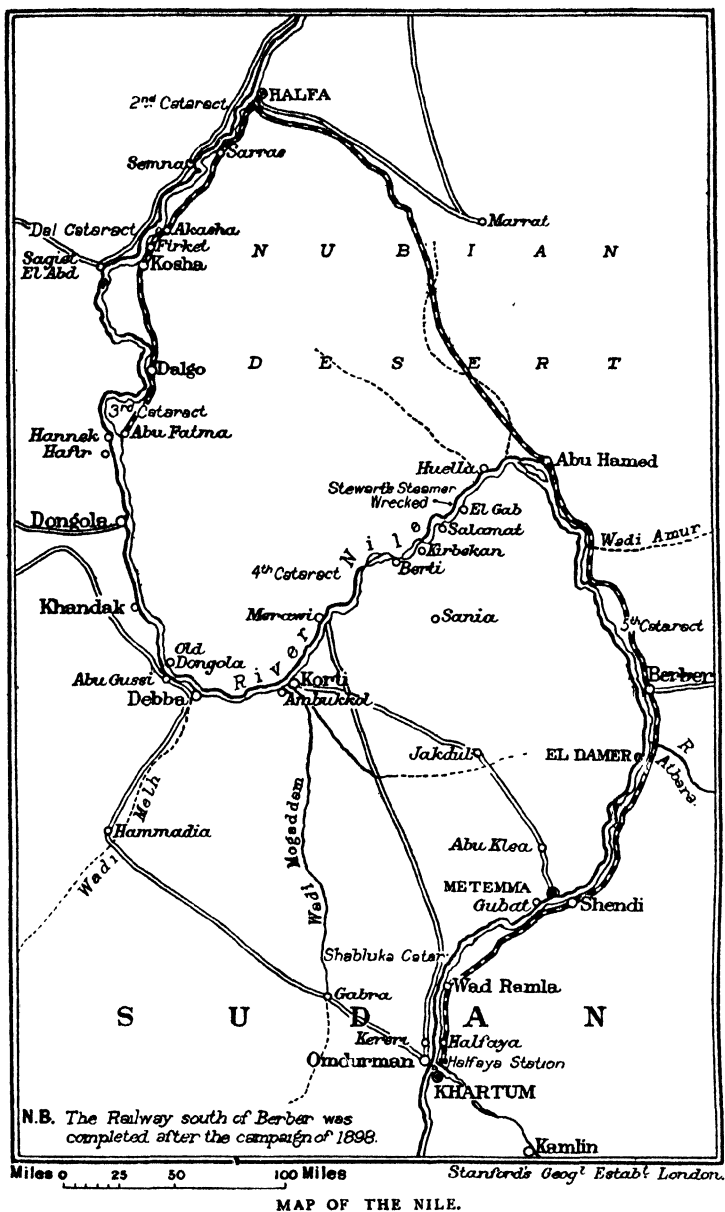 HALFA
2nd Cataract
Sarras
Semna
Marrat
Dal Cataract
Akasha
Firket
Sagiet
El Abd
Kosha
N U B I A N
D E S E R T
Dalgo
3rd Cataract
Hannek
Abu Fatma
Hafir
Abu Hamed
Huella
Stewart's Steamer
Wrecked
El Gab
Dongola
Salamat
Wadi Amur
Kirbekan
Berti
4th Cataract
River Nile
Khandak
Merawi
Sania
5th Cataract
Old
Dongola
Abu Gussi
Korti
Berber
Debba
Ambukkol
Jakdul
EL DAMER
R Atbara.
Wadi Melh
Hammadia
Wadi Mogaddam
Abu Klea
METEMMA
Gubat
Shendi
Shabluka Catar
Wad Ramla
Gabra
S U D A N
Kereri
Halfaya
Omdurman
Halfaya Station
KHARTUM
N.B. The Railway south of Berber was
completed after the campaign of 1898.
Kamlin
Miles 0 25 50 100 Miles
Stanford's Geogl Estabt London.
MAP OF THE NILE.